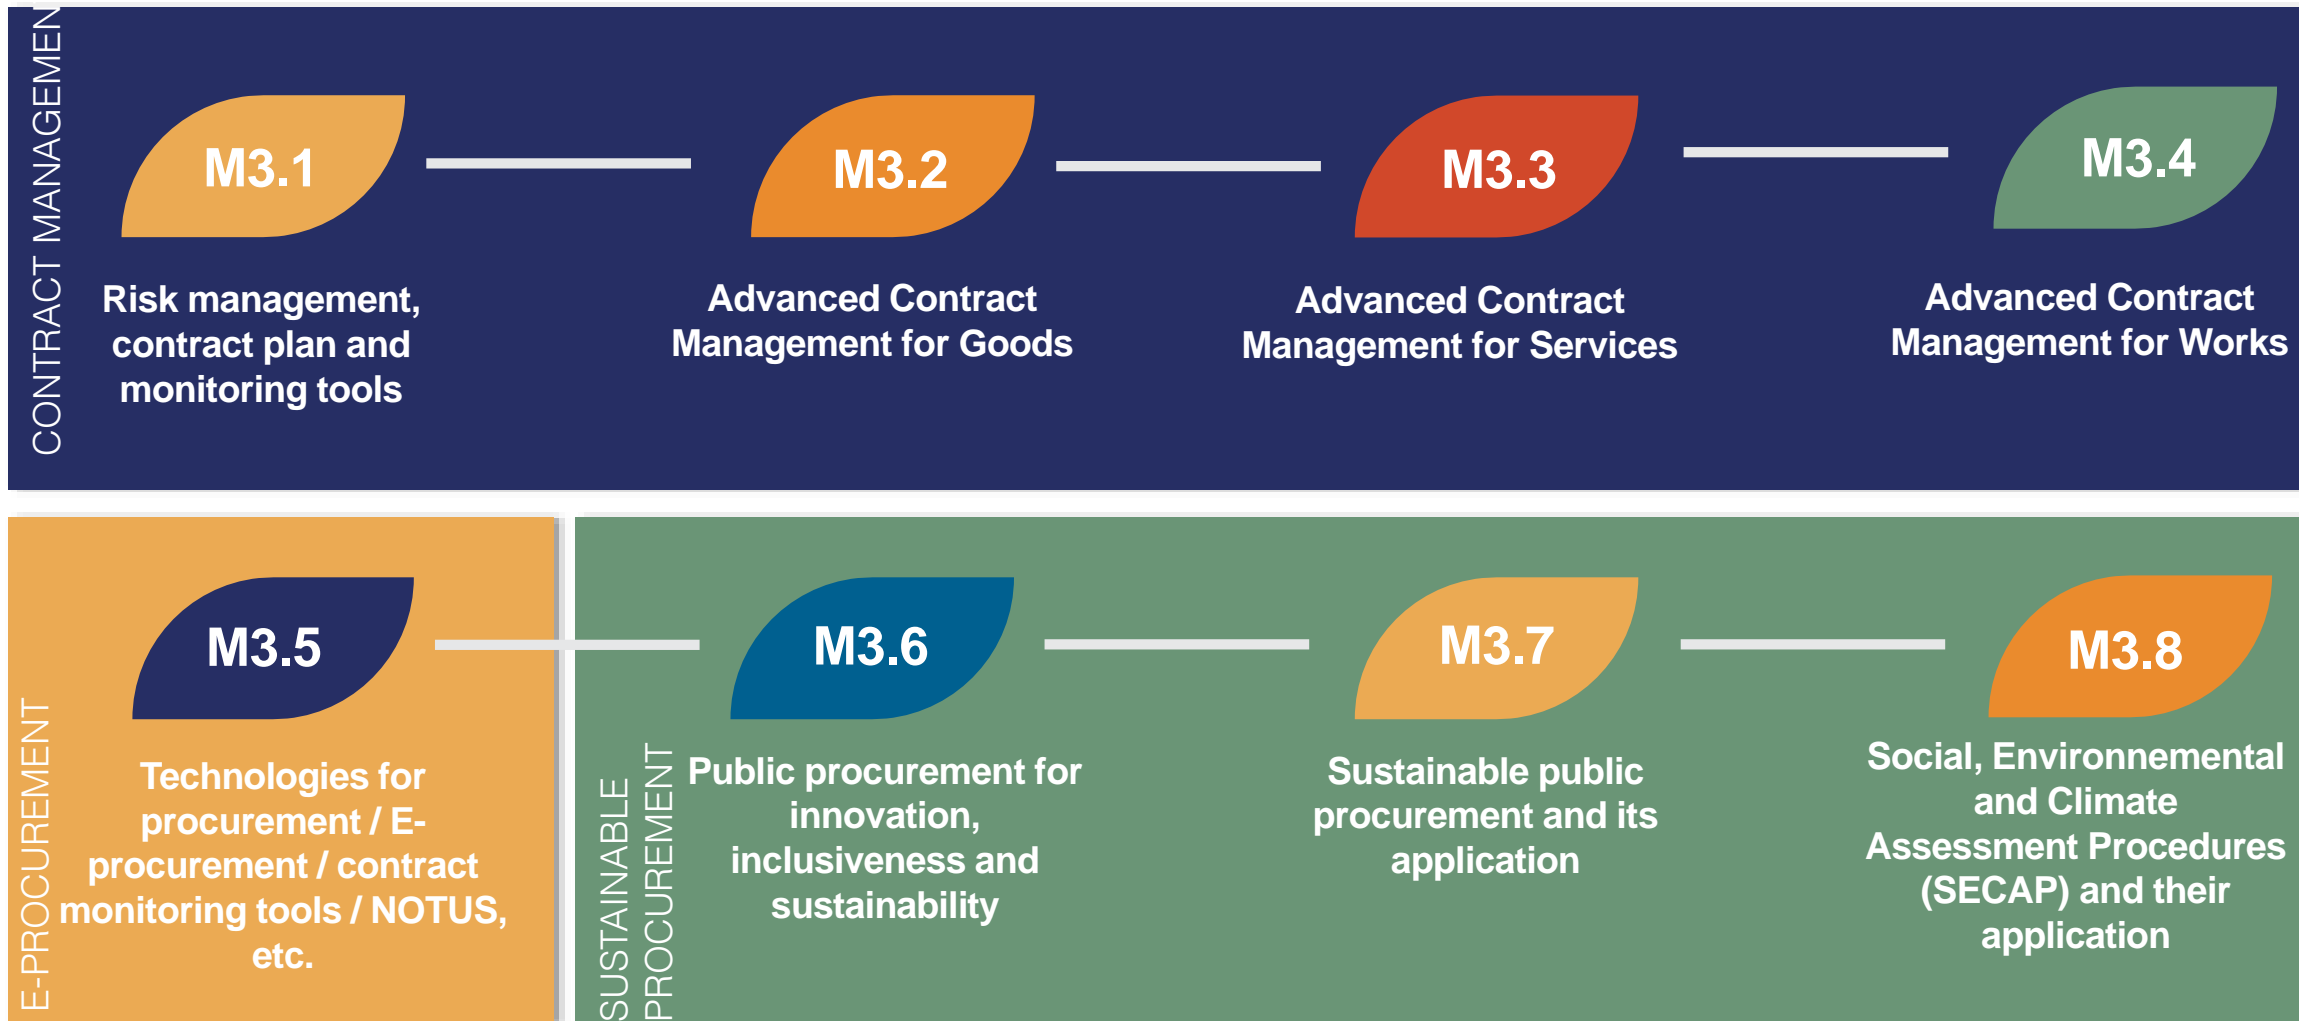 CONTRACT MANAGEMEN
M3.1
Risk management,
contract plan and
monitoring tools
M3.2
Advanced Contract
Management for Goods
M3.3
Advanced Contract
Management for Services
M3.4
Advanced Contract
Management for Works
E-PROCUREMENT
M3.5
Technologies for
procurement / E-
procurement / contract
monitoring tools / NOTUS,
etc.
SUSTAINABLE
PROCUREMENT
M3.6
Public procurement for
innovation,
inclusiveness and
sustainability
M3.7
Sustainable public
procurement and its
application
M3.8
Social, Environnemental
and Climate
Assessment Procedures
(SECAP) and their
application